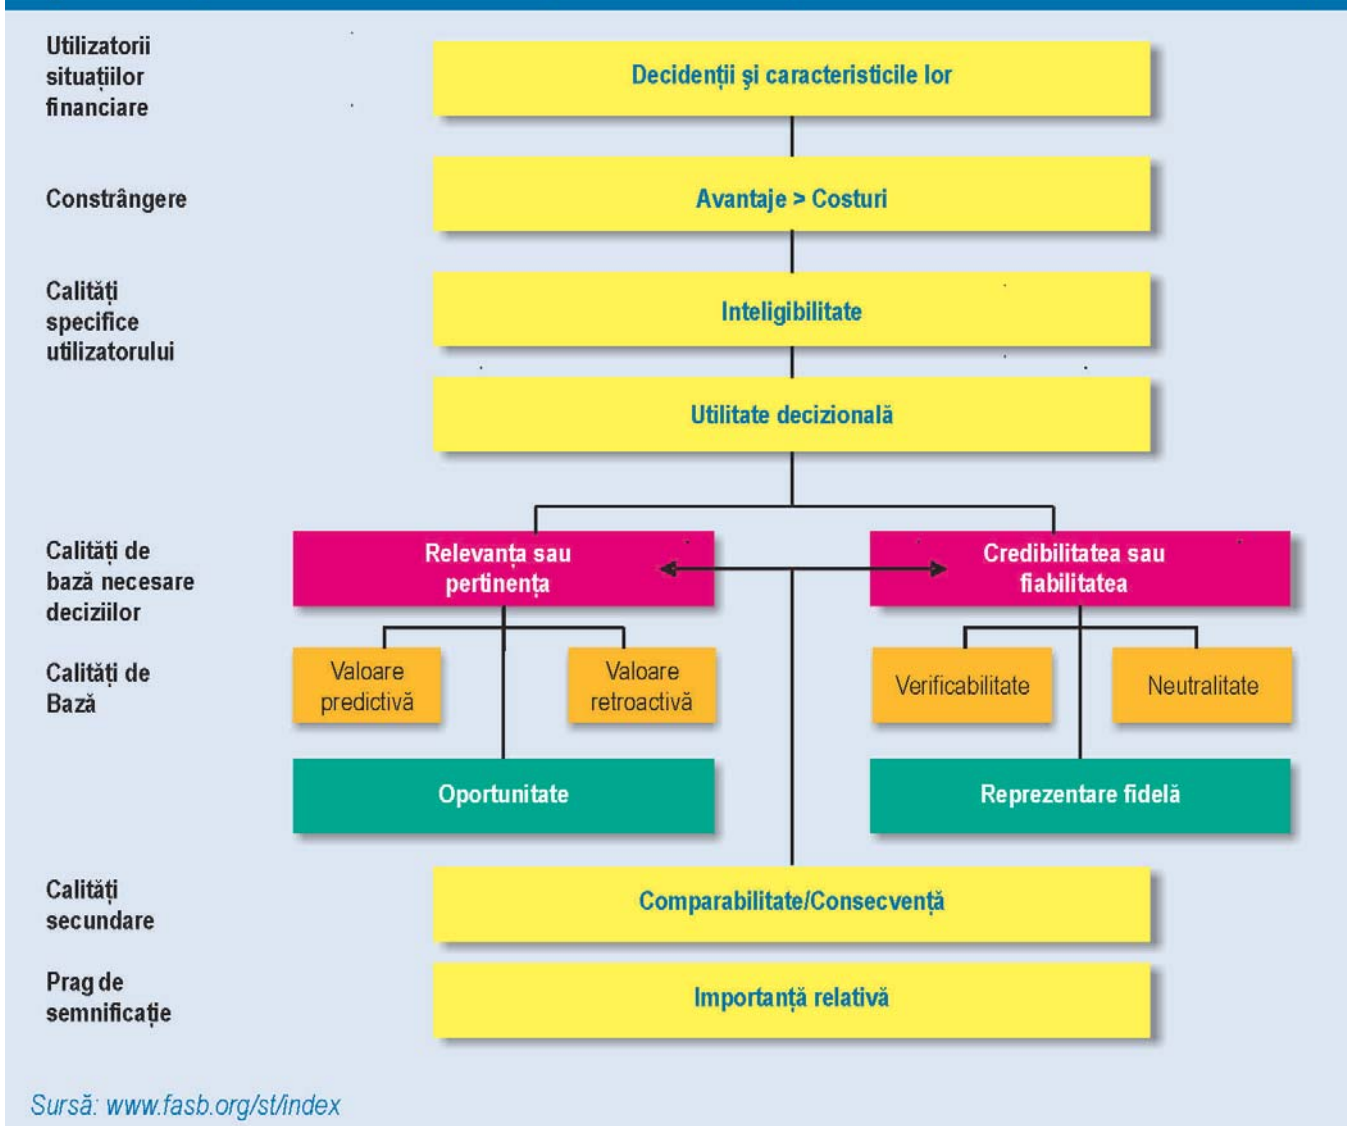 Utilizatorii
situațiilor
financiare
Decidenții şi caracteristicile lor
Constrângere
Avantaje > Costuri
Calități
specifice
utilizatorului
Inteligibilitate
Utilitate decizională
Calități de
bază necesare
deciziilor
Relevanța sau
pertinența
Credibilitatea sau
fiabilitatea
Calități de
Bază
Valoare
predictivă
Valoare
retroactivă
Verificabilitate
Neutralitate
Oportunitate
Reprezentare fidelă
Calități
secundare
Comparabilitate/Consecvență
Prag de
semnificație
Importanță relativă
Sursă: www.fasb.org/st/index